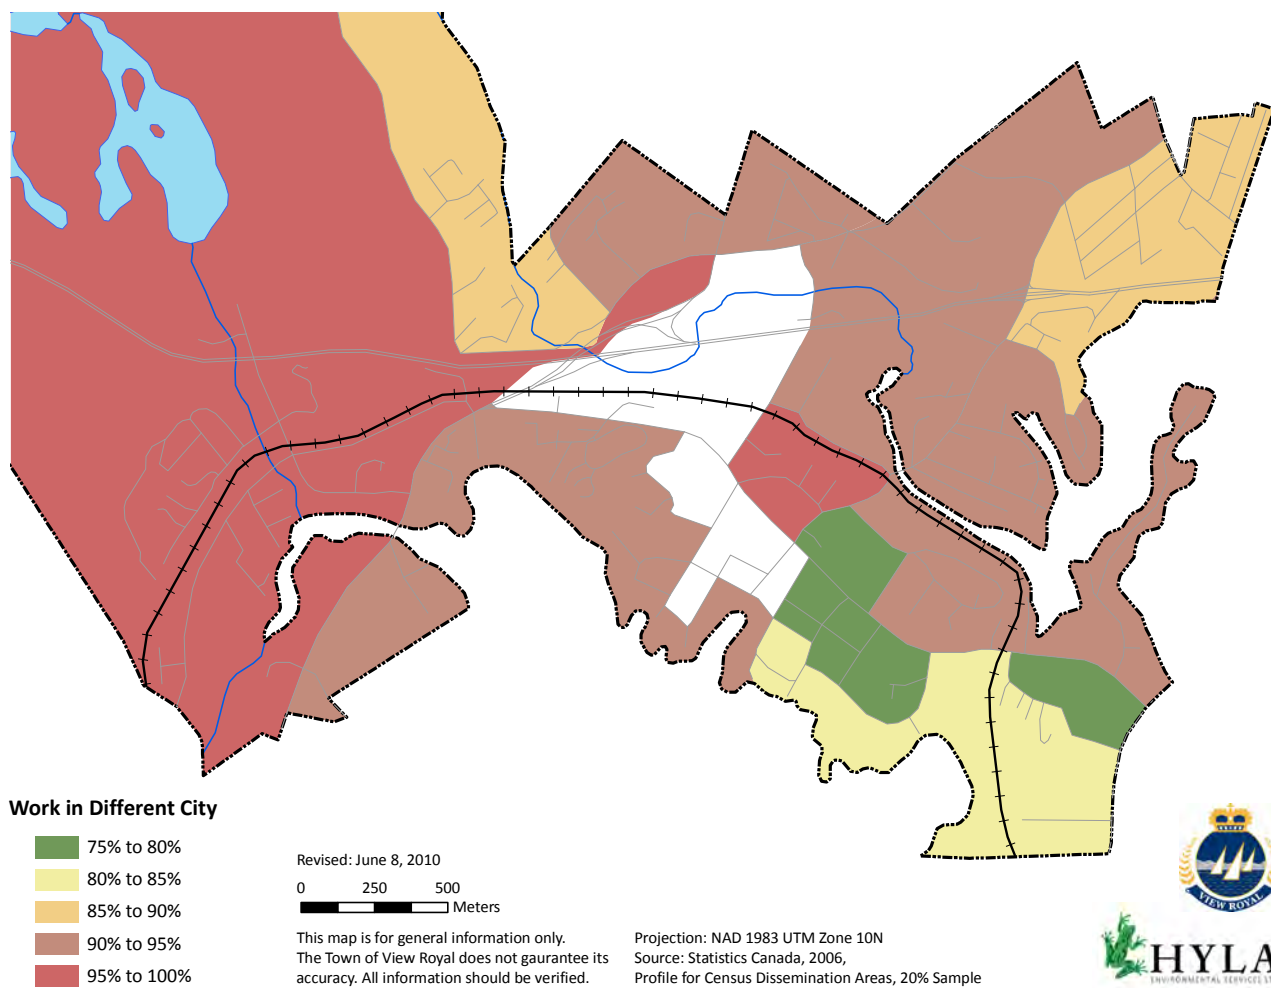 Work in Different City
75% to 80%
80% to 85%
85% to 90%
90% to 95%
95% to 100%
Revised: June 8, 2010
0 250 500
Meters
This map is for general information only.
The Town of View Royal does not gaurantee its
accuracy. All information should be verified.
Projection: NAD 1983 UTM Zone 10N
Source: Statistics Canada, 2006,
Profile for Census Dissemination Areas, 20% Sample
VIEW ROYAL
HYLA
ENVIRONMENTAL SERVICES